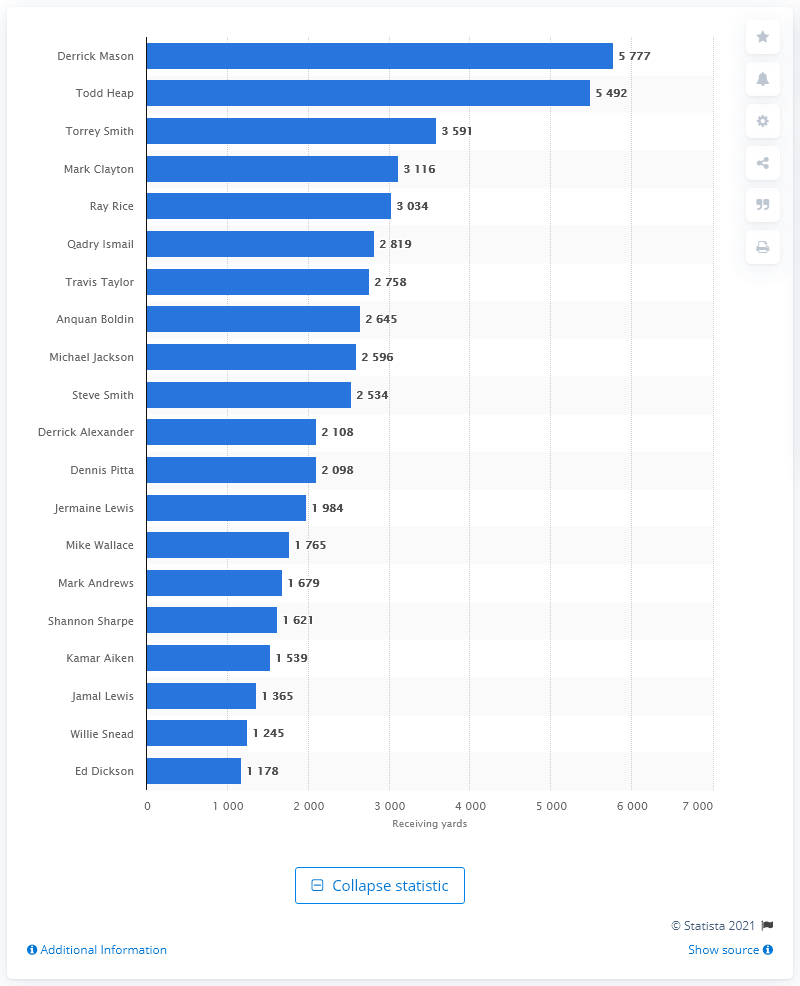 Derrick Mason 5 777
Todd Heap 5 492
Torrey Smith 3 591
Mark Clayton 3 116
Ray Rice 3 034
Qadry Ismail 2 819
Travis Taylor 2 758
Anquan Boldin 2 645
Michael Jackson 2 596
Steve Smith 2 534
Derrick Alexander 2 108
Dennis Pitta 2 098
Jermaine Lewis 1 984
Mike Wallace 1 765
Mark Andrews 1 679
Shannon Sharpe 1 621
Kamar Aiken 1 539
Jamal Lewis 1 365
Willie Snead 1 245
Ed Dickson 1 178
0 1 000 2 000 3 000 4 000 5 000 6 000 7 000
Receiving yards
Collapse statistic
© Statista 2021
Additional Information Show source